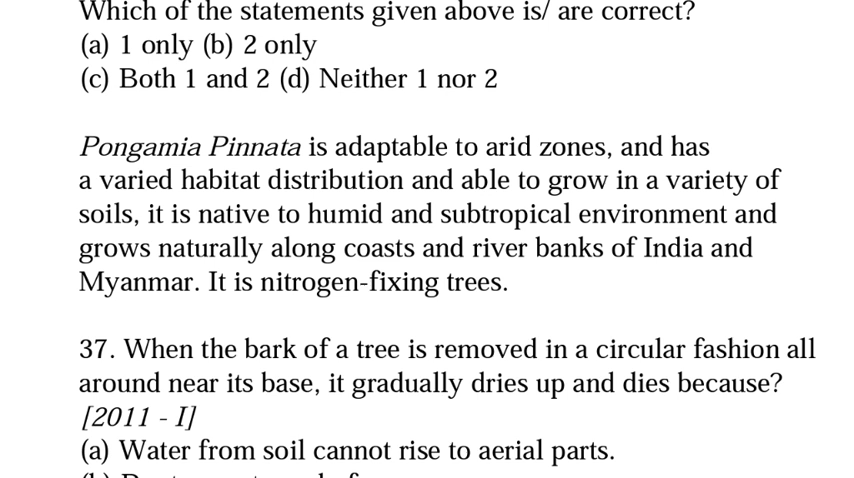 Which of the statements given above is/ are correct?
(a) 1 only (b) 2 only
(c) Both 1 and 2 (d) Neither 1 nor 2
Pongamia Pinnata is adaptable to arid zones, and has
a varied habitat distribution and able to grow in a variety of
soils, it is native to humid and subtropical environment and
grows naturally along coasts and river banks of India and
Myanmar. It is nitrogen-fixing trees.
37. When the bark of a tree is removed in a circular fashion all
around near its base, it gradually dries up and dies because?
[2011 - I]
(a) Water from soil cannot rise to aerial parts.